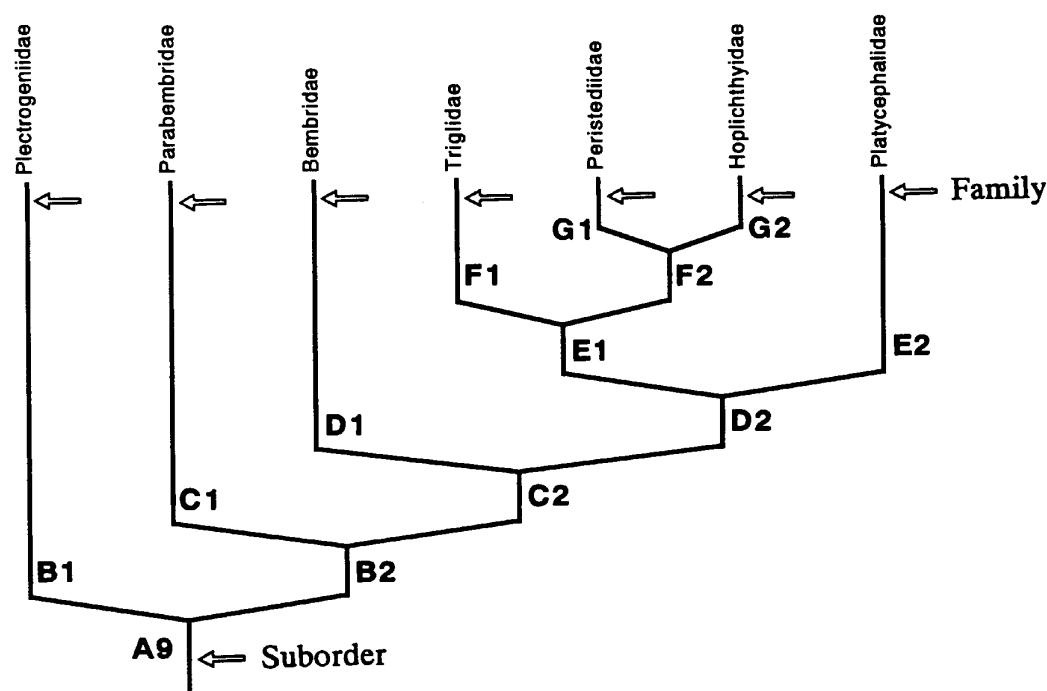 Plectrogeniidae
Parabembridae
Bembridae
Triglidae
Peristediidae
Hoplichthyidae
Platycephalidae
Family
G1
G2
F1
F2
E1
E2
D1
D2
C1
C2
B1
B2
A9
Suborder